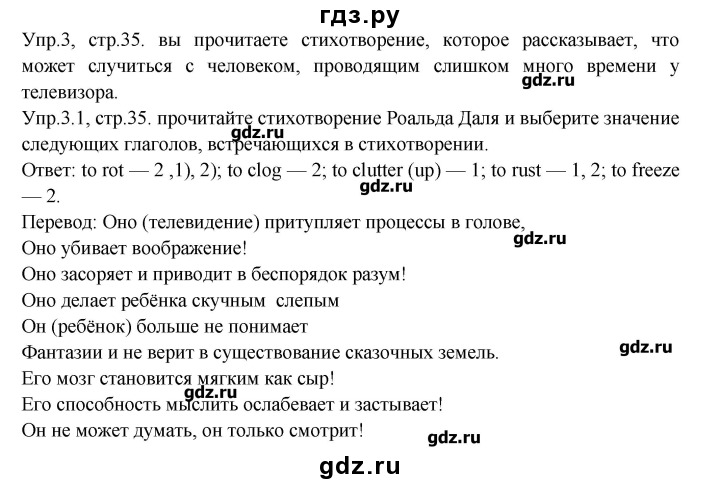 гдз.ру
Упр.3, стр.35. вы прочитаете стихотворение, которое рассказывает, что
может случиться с человеком, проводящим слишком много времени у
gdz.ru
телевизора.
Упр.3.1, стр.35. прочитайте стихотворение Роальда Даля и выберите значение
gdz.ru
следующих глаголов, встречающихся в стихотворении.
Ответ: to rot — 2 ,1), 2); to clog — 2; to clutter (up) — 1; to rust — 1, 2; to freeze
gdz.ru
— 2.
Перевод: Оно (телевидение) притупляет процессы в голове,
gdz.ru
Оно убивает воображение!
Оно засоряет и приводит в беспорядок разум!
Оно делает ребёнка скучным  слепым
Он (ребёнок) больше не понимает
Фантазии и не верит в существование сказочных земель.
gdz.ru
Его мозг становится мягким как сыр!
gdz.ru
Его способность мыслить ослабевает и застывает!
Он не может думать, он только смотрит!
gdz.ru
gdz.ru